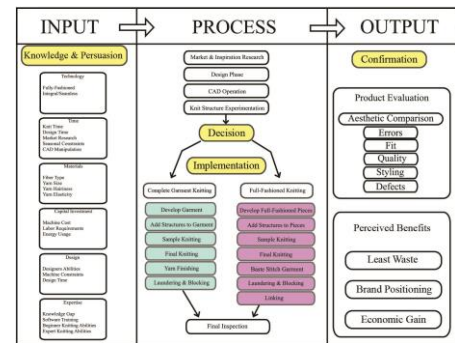 INPUT
PROCESS
OUTPUT
Knowledge & Persuasion
Technology
Fully-Fashioned
Integral/Seamless
Time
Knit Time
Design Time
Market Research
Seasonal Constraints
CAD Manipulation
Materials
Fiber Type
Yarn Size
Yarn Hairiness
Yarn Elasticity
Capital Investment
Machine Cost
Labor Requirements
Energy Usage
Design
Designers Abilities
Machine Constraints
Design Time
Expertise
Knowledge Gap
Software Training
Beginner Knitting Abilities
Expert Knitting Abilities
Market & Inspiration Research
Design Phase
CAD Operation
Knit Structure Experimentation
Decision
Implementation
Complete Garment Knitting
Develop Garment
Add Structures to Garment
Sample Knitting
Final Knitting
Yarn Finishing
Laundering & Blocking
Full-Fashioned Knitting
Develop Full-Fashioned Pieces
Add Structures to Pieces
Sample Knitting
Final Knitting
Baste Stitch Garment
Laundering & Blocking
Linking
Final Inspection
Confirmation
Product Evaluation
Aesthetic Comparison
Errors
Fit
Quality
Styling
Defects
Perceived Benefits
Least Waste
Brand Positioning
Economic Gain